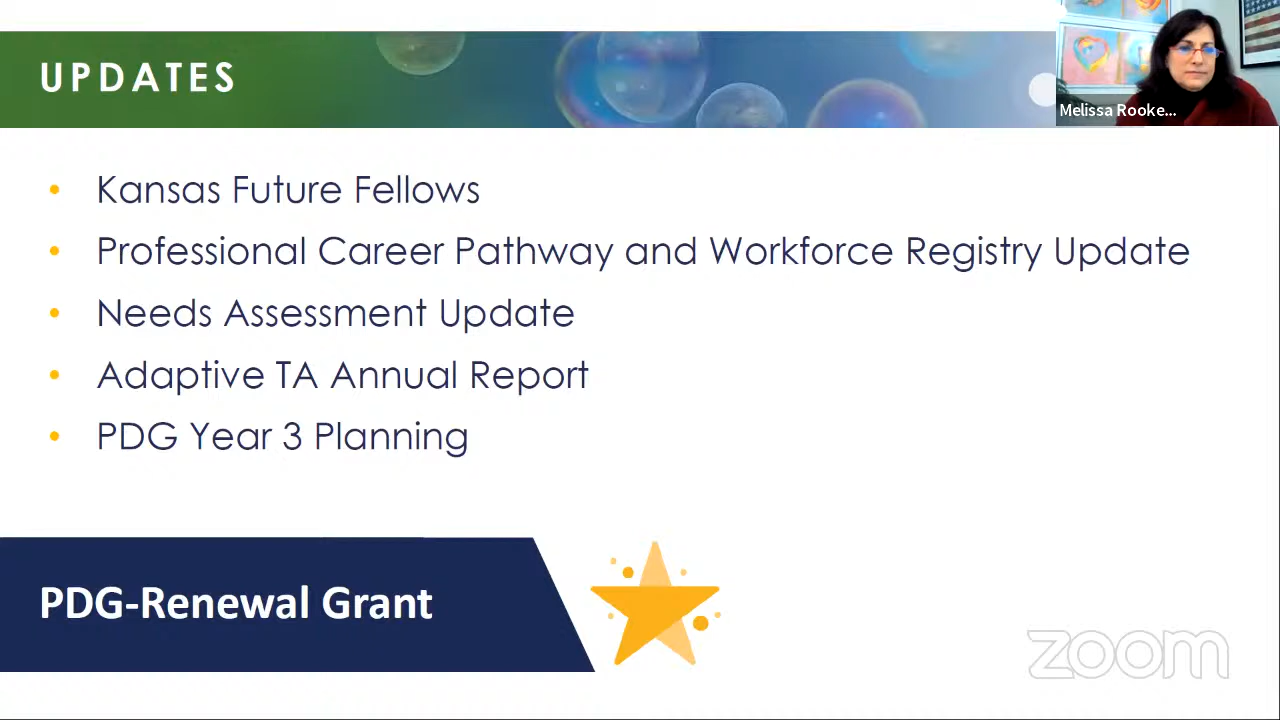 UPDATES
Melissa Rooke...
• Kansas Future Fellows
• Professional Career Pathway and Workforce Registry Update
• Needs Assessment Update
• Adaptive TA Annual Report
• PDG Year 3 Planning
PDG-Renewal Grant
zoom